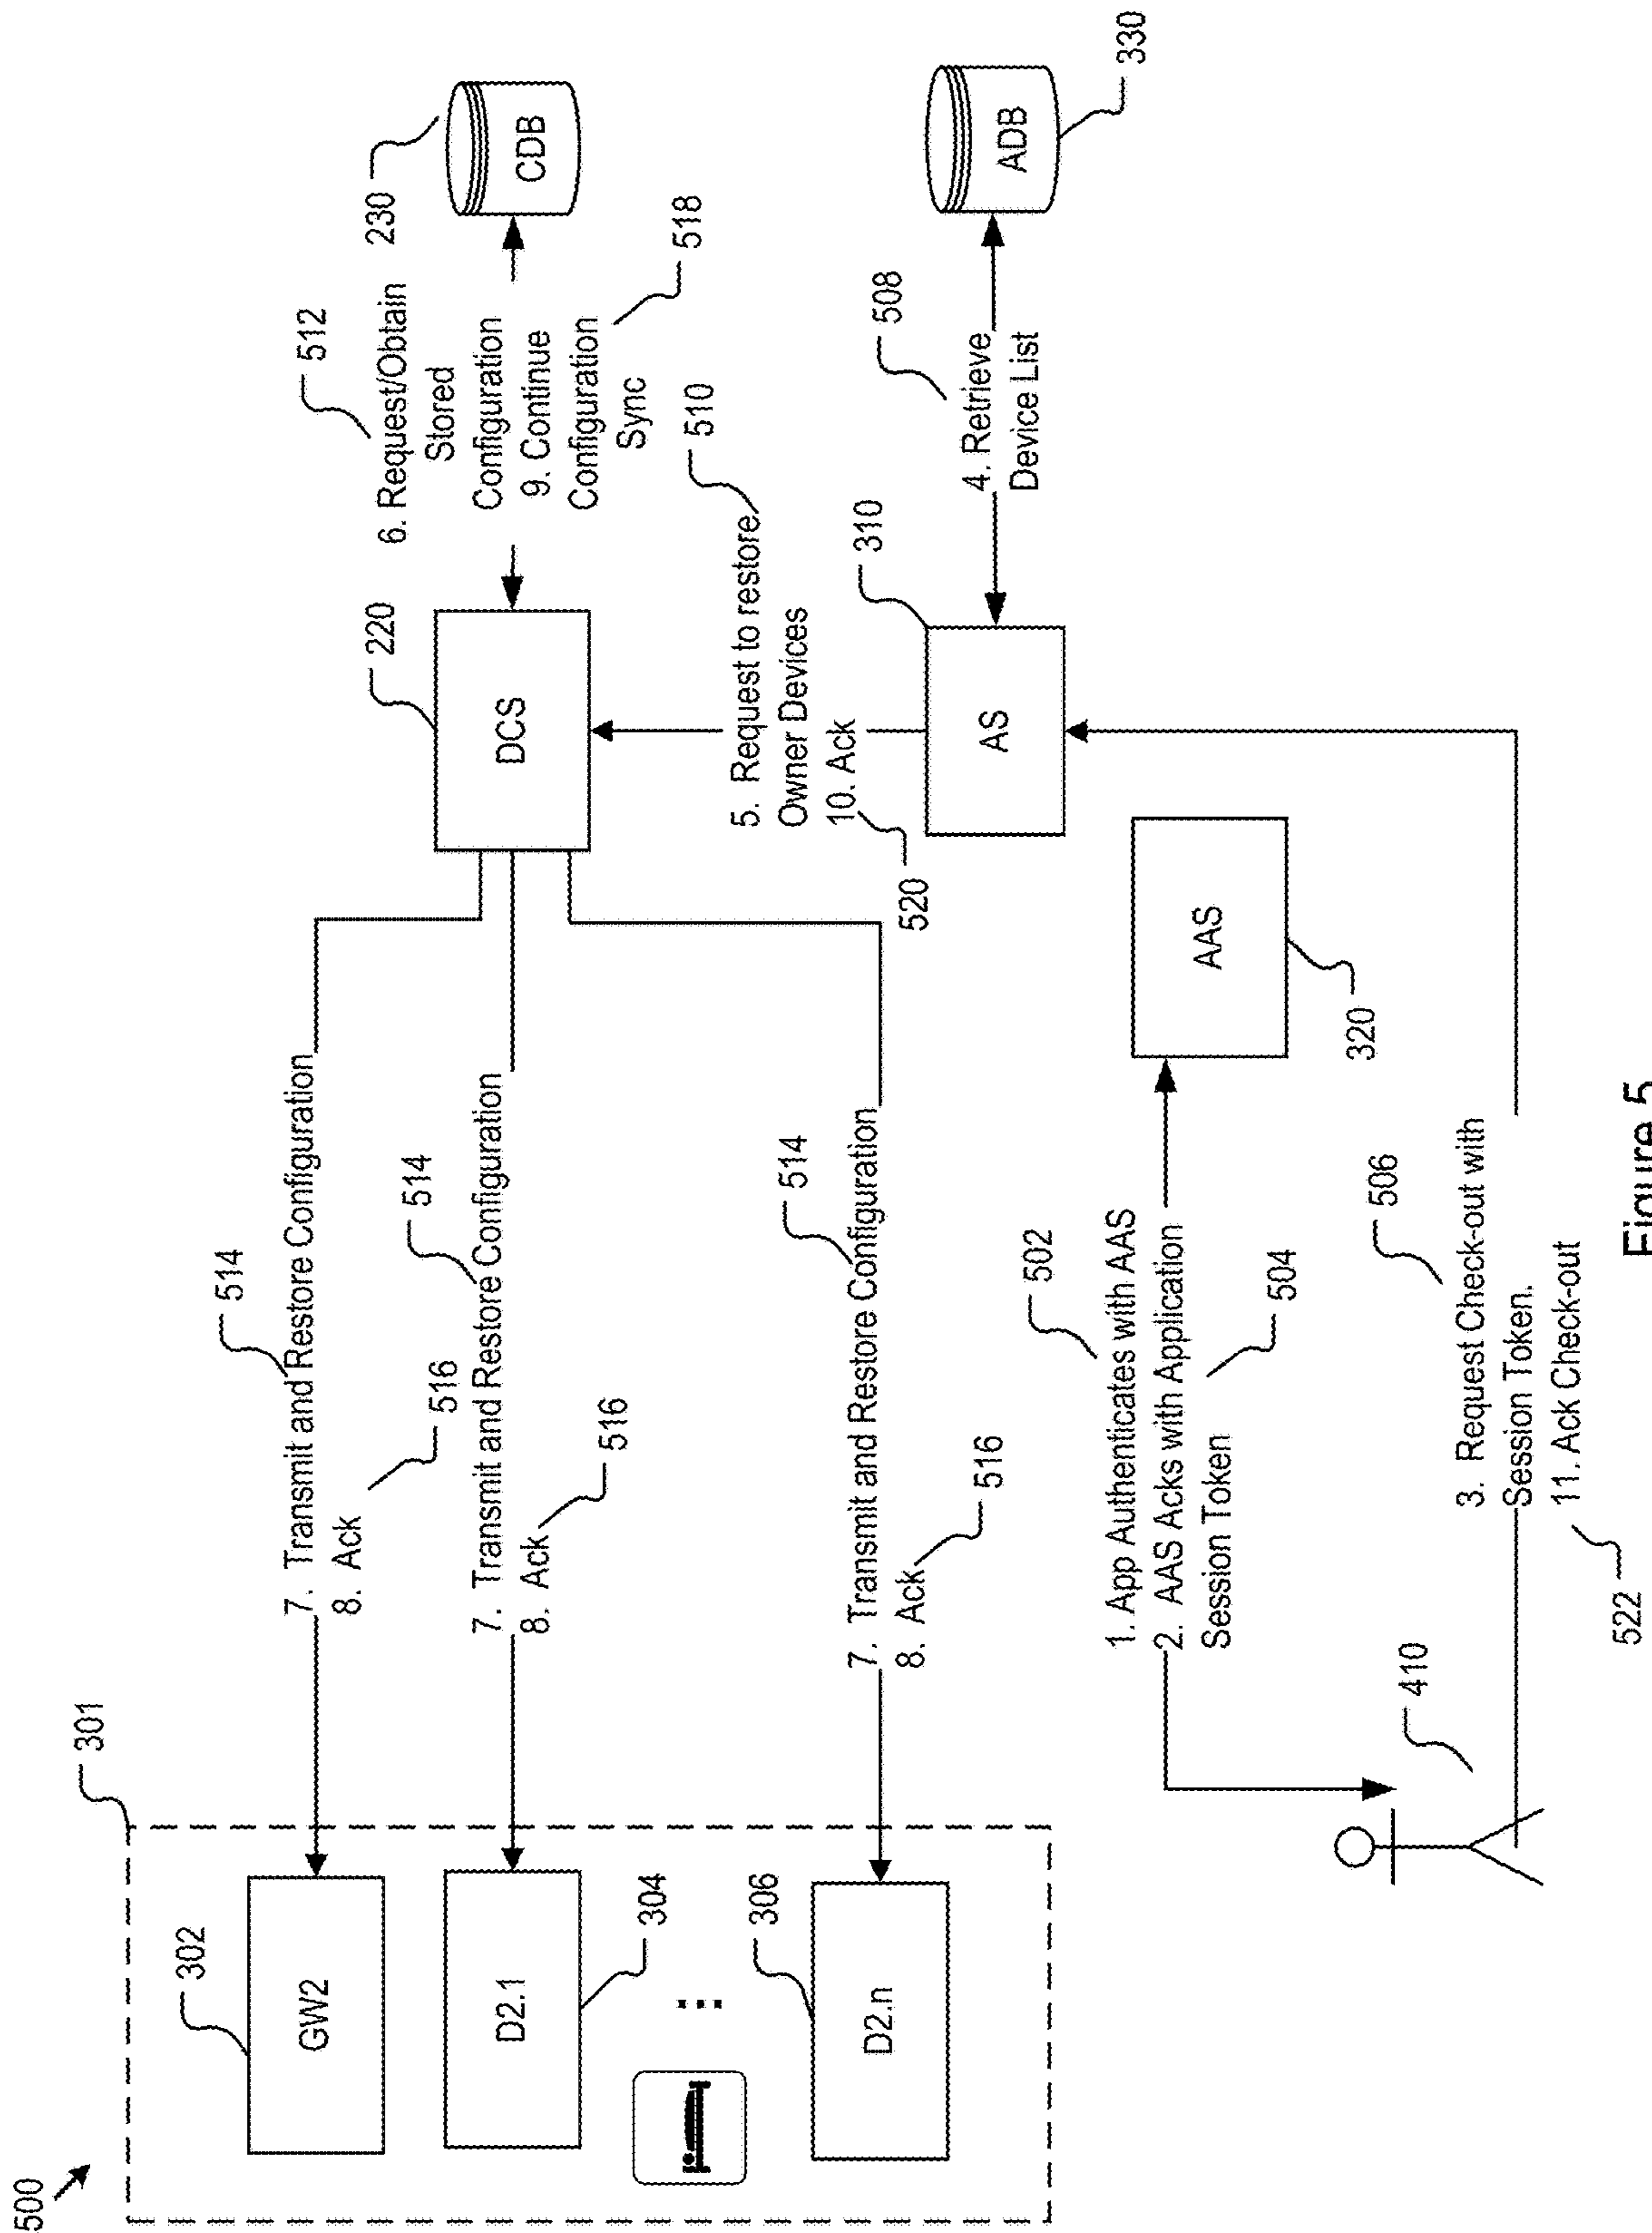 500
301
302
GW2
D2.1
304
...
306
D2.n
514
7. Transmit and Restore Configuration
8. Ack
516
514
7. Transmit and Restore Configuration
8. Ack
516
514
7. Transmit and Restore Configuration
8. Ack
516
220
DCS
512
6. Request/Obtain
Stored
Configuration
9. Continue
Configuration
Sync
518
230
CDB
510
5. Request to restore
Owner Devices
10. Ack
520
310
AS
508
4. Retrieve
Device List
ADB
330
AAS
320
502
1. App Authenticates with AAS
2. AAS Acks with Application
Session Token
504
410
506
3. Request Check-out with
Session Token.
11. Ack Check-out
522
Figure 5